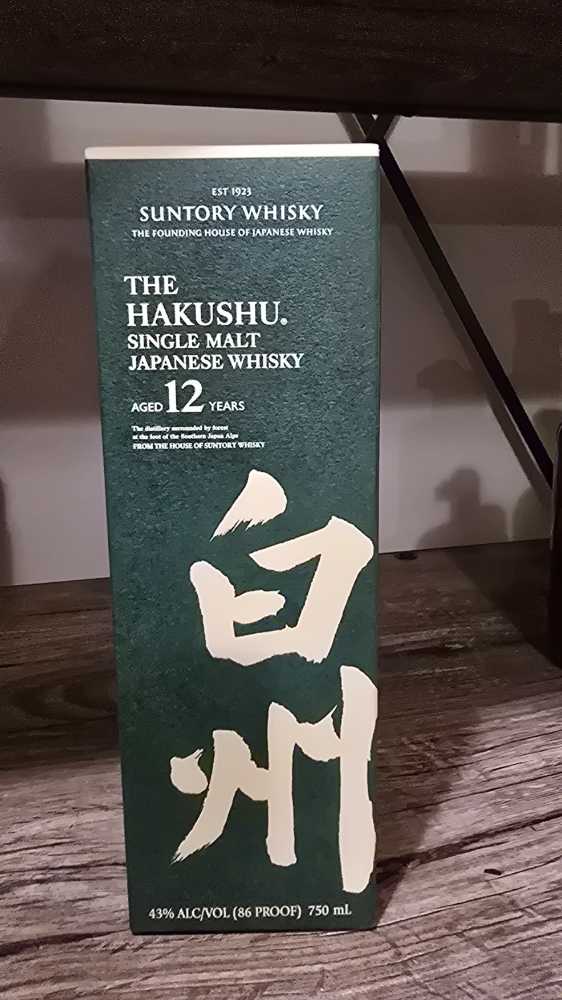 EST 1923
SUNTORY WHISKY
THE FOUNDING HOUSE OF JAPANESE WHISKY
THE
HAKUSHU®
SINGLE MALT
JAPANESE WHISKY
AGED 12 YEARS
The distillery surrounded by forest
at the foot of the Southern Japan Alps
FROM THE HOUSE OF SUNTORY WHISKY
白
州
43% ALC/VOL (86 PROOF) 750 mL